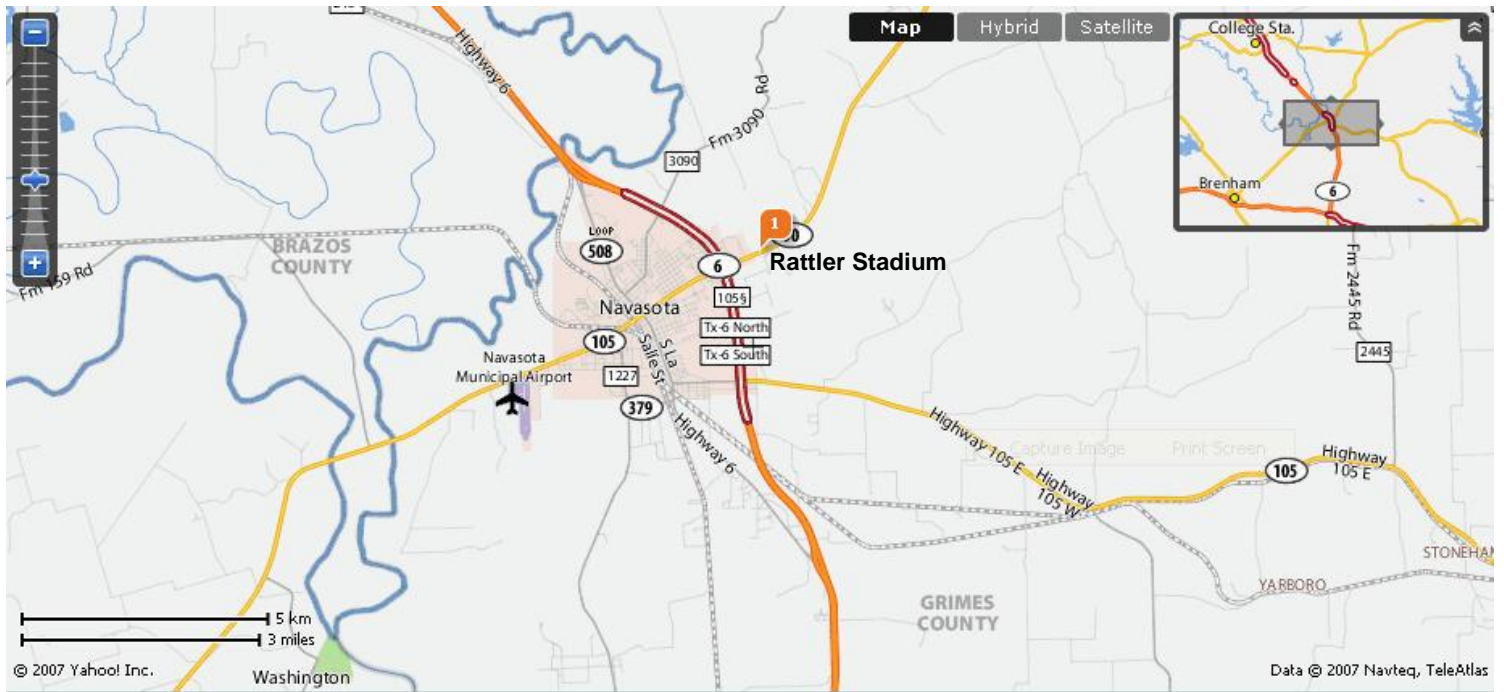 Map
Hybrid
Satellite
College Sta.
Brenham
6
Highway 6
Fm 3090 Rd
3090
1
Rattler Stadium
LOOP
508
6
BRAZOS
COUNTY
Fm 159 Rd
Navasota
105§
Tx-6 North
Tx-6 South
105
S La
Salle St
Navasota
Municipal Airport
1227
379
Highway 6
Fm 2445 Rd
2445
Highway 105 E
Highway
105 W
Capture Image
Print Screen
105
Highway
105 E
STONEHAM
YARBORO
GRIMES
COUNTY
5 km
3 miles
Washington
© 2007 Yahoo! Inc.
Data © 2007 Navteq, TeleAtlas